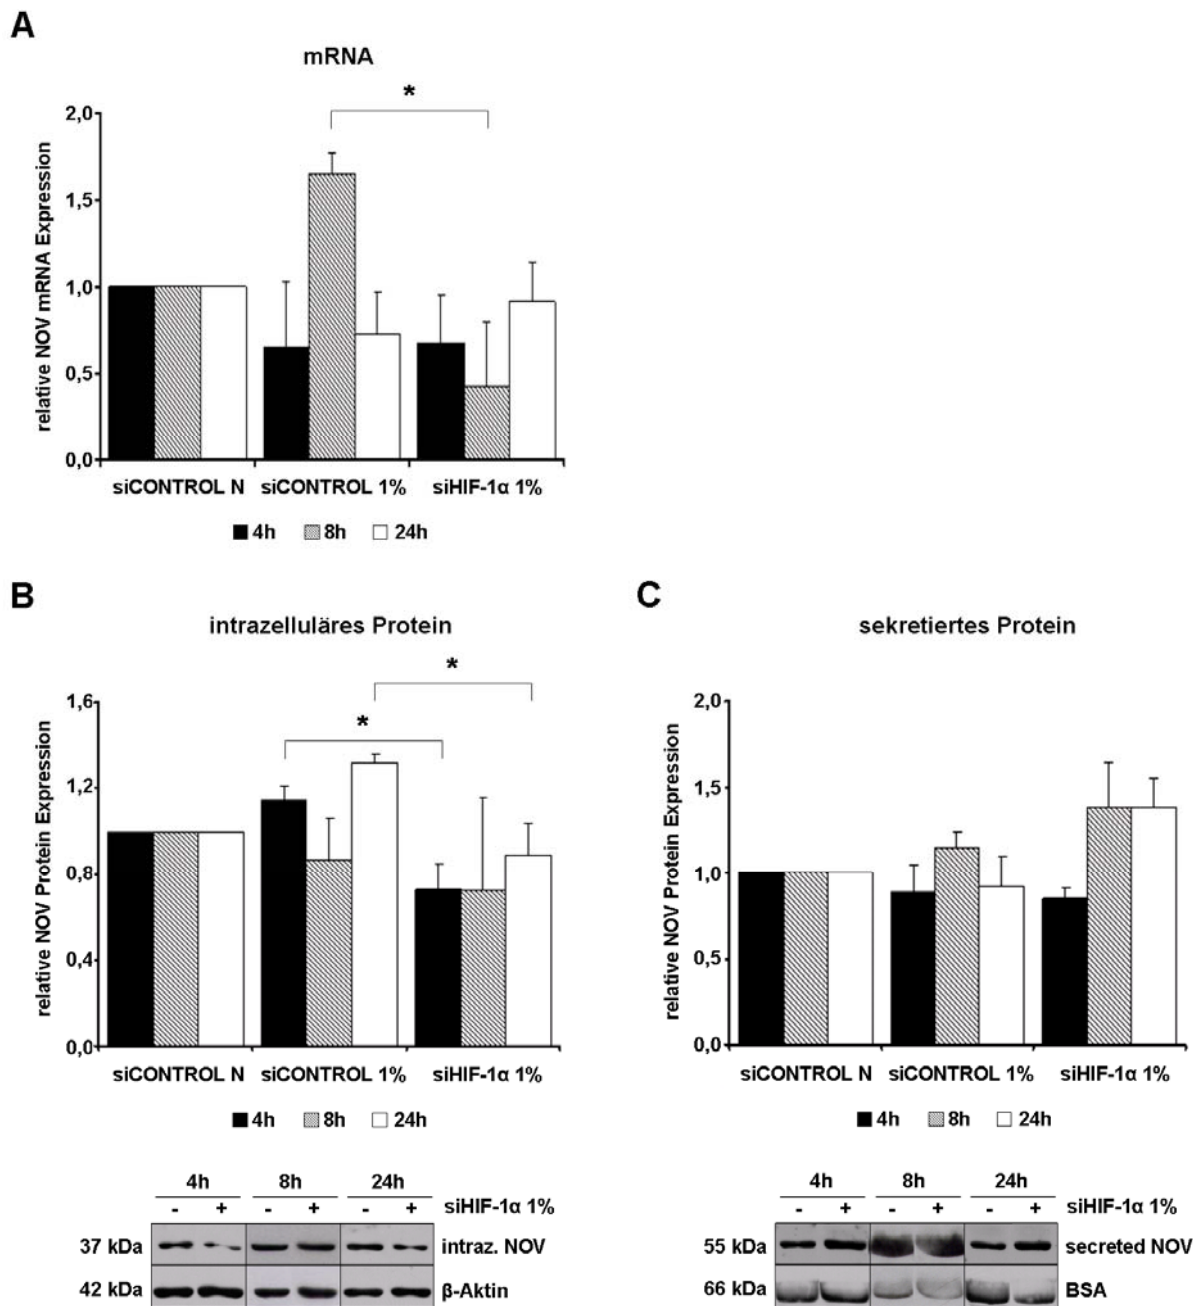 A
mRNA
*
relative NOV mRNA Expression
2,0
1,5
1,0
0,5
0,0
siCONTROL N siCONTROL 1% siHIF-1α 1%
4h 8h 24h
B
intrazelluläres Protein
*
*
relative NOV Protein Expression
1,6
1,2
0,8
0,4
0,0
siCONTROL N siCONTROL 1% siHIF-1α 1%
4h 8h 24h
4h 8h 24h
- + - + - + siHIF-1α 1%
37 kDa intraz. NOV
42 kDa β-Aktin
C
sekretiertes Protein
relative NOV Protein Expression
2,0
1,5
1,0
0,5
0,0
siCONTROL N siCONTROL 1% siHIF-1α 1%
4h 8h 24h
4h 8h 24h
- + - + - + siHIF-1α 1%
55 kDa secreted NOV
66 kDa BSA